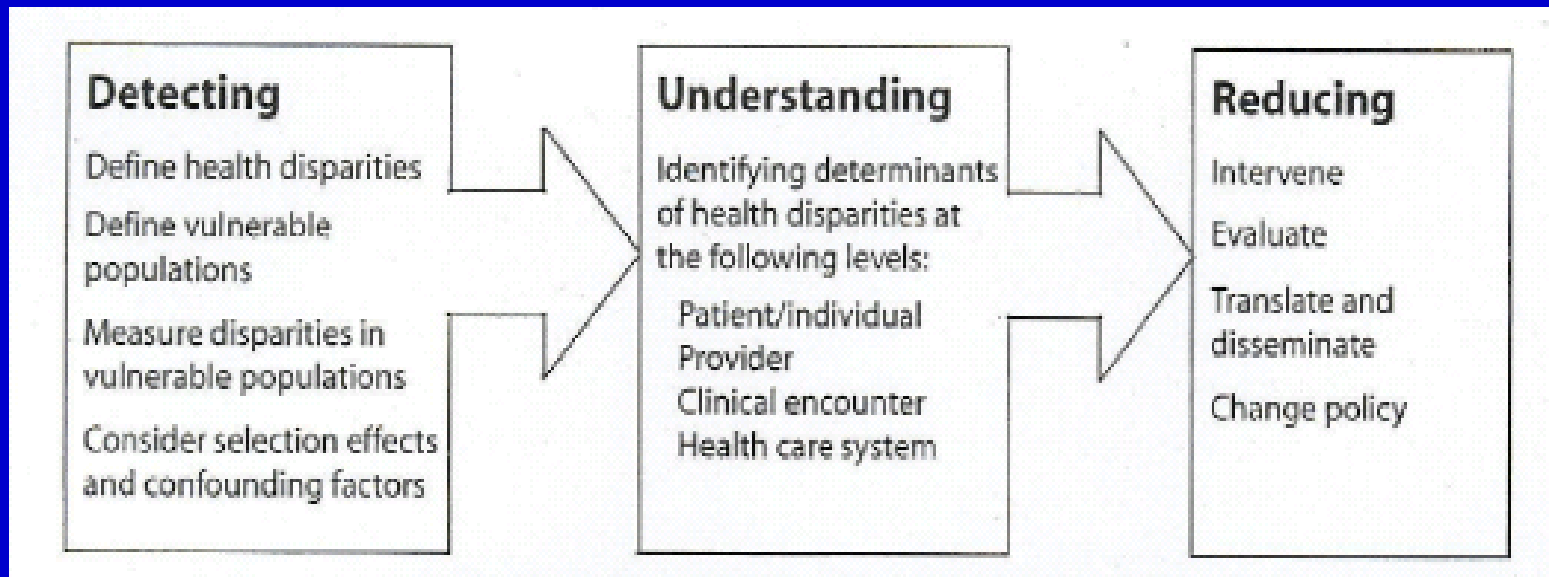 Detecting
Define health disparities
Define vulnerable
populations
Measure disparities in
vulnerable populations
Consider selection effects
and confounding factors
Understanding
Identifying determinants
of health disparities at
the following levels:
Patient/individual
Provider
Clinical encounter
Health care system
Reducing
Intervene
Evaluate
Translate and
disseminate
Change policy